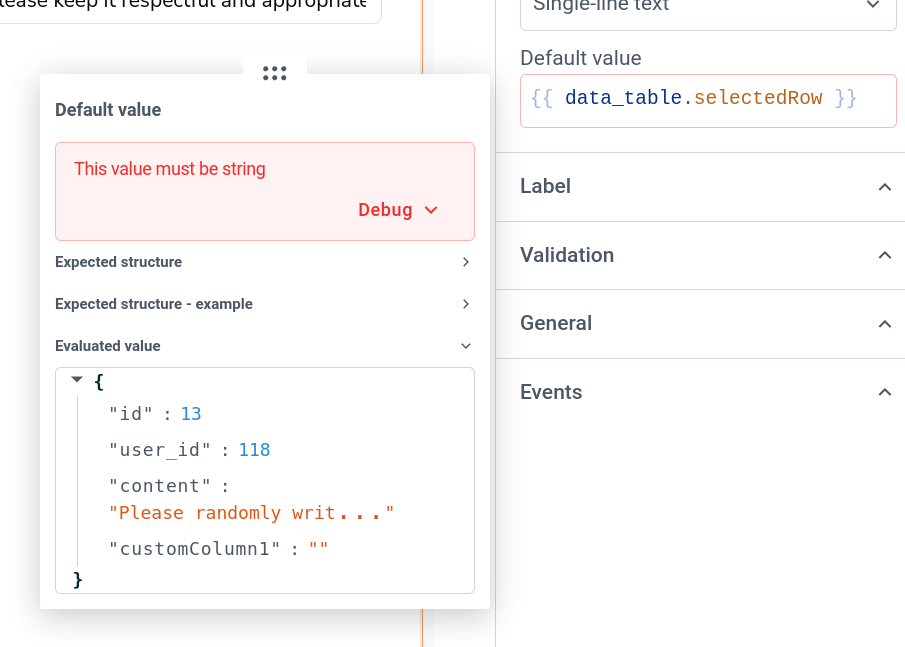 lease keep it respectful and appropriate
Single-line text
Default value
{{ data_table.selectedRow }}
Default value
This value must be string
Debug
Expected structure
Expected structure - example
Evaluated value
{
"id" : 13
"user_id" : 118
"content" :
"Please randomly writ...."
"customColumn1" : ""
}
Label
Validation
General
Events